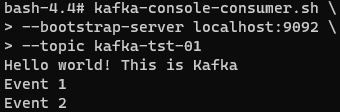 bash-4.4# kafka-console-consumer.sh \
> --bootstrap-server localhost:9092 \
> --topic kafka-tst-01
Hello world! This is Kafka
Event 1
Event 2